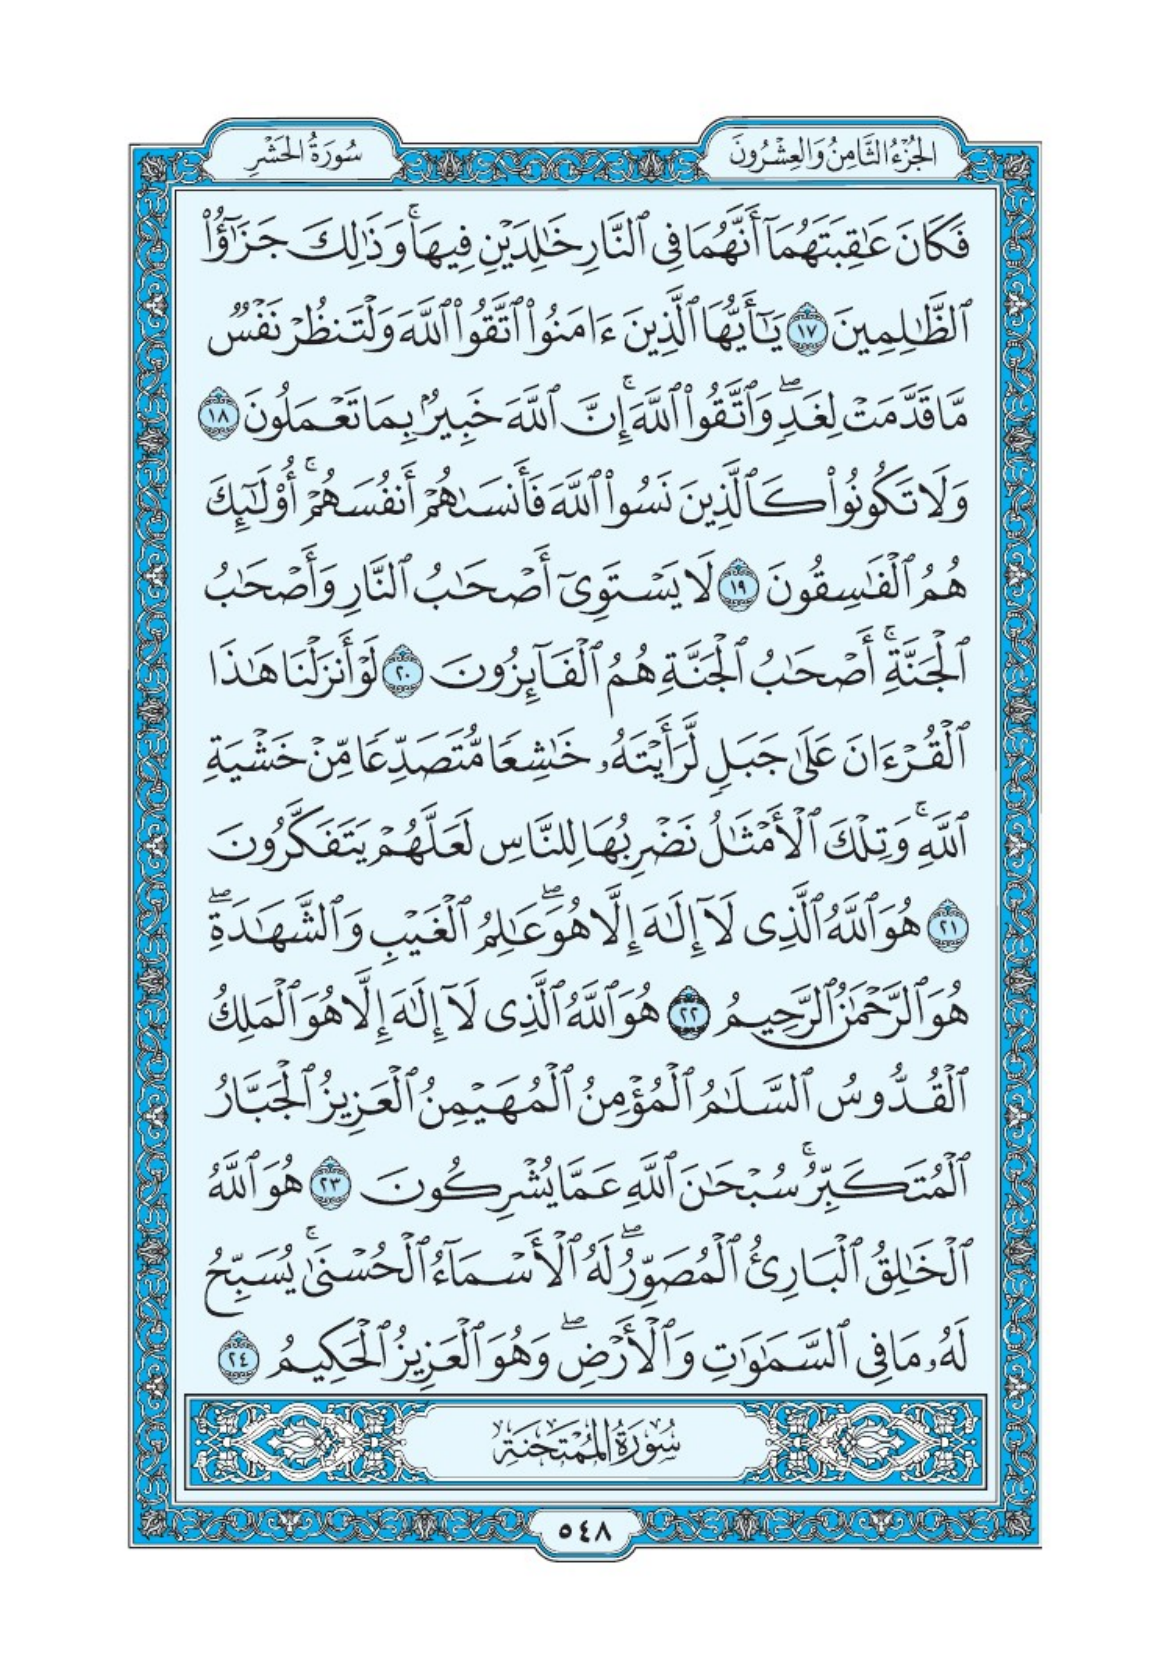 الجُزْءُ الثَّامِنُ وَالعِشْرُونَ
سُورَةُ الحَشْرِ
فَكَانَ عَـٰقِبَتَهُمَآ أَنَّهُمَا فِى ٱلنَّارِ خَـٰلِدَيْنِ فِيهَاۚ وَذَٰلِكَ جَزَٰٓؤُا۟
ٱلظَّـٰلِمِينَ ١٧ يَـٰٓأَيُّهَا ٱلَّذِينَ ءَامَنُوا۟ ٱتَّقُوا۟ ٱللَّهَ وَلْتَنظُرْ نَفْسٌ
مَّا قَدَّمَتْ لِغَدٍۖ وَٱتَّقُوا۟ ٱللَّهَۚ إِنَّ ٱللَّهَ خَبِيرٌۢ بِمَا تَعْمَلُونَ ١٨
وَلَا تَكُونُوا۟ كَٱلَّذِينَ نَسُوا۟ ٱللَّهَ فَأَنسَىٰهُمْ أَنفُسَهُمْۚ أُو۟لَـٰٓئِكَ
هُمُ ٱلْفَـٰسِقُونَ ١٩ لَا يَسْتَوِىٓ أَصْحَـٰبُ ٱلنَّارِ وَأَصْحَـٰبُ
ٱلْجَنَّةِۚ أَصْحَـٰبُ ٱلْجَنَّةِ هُمُ ٱلْفَآئِزُونَ ٢٠ لَوْ أَنزَلْنَا هَـٰذَا
ٱلْقُرْءَانَ عَلَىٰ جَبَلٍ لَّرَأَيْتَهُۥ خَـٰشِعًا مُّتَصَدِّعًا مِّنْ خَشْيَةِ
ٱللَّهِۚ وَتِلْكَ ٱلْأَمْثَـٰلُ نَضْرِبُهَا لِلنَّاسِ لَعَلَّهُمْ يَتَفَكَّرُونَ
٢١ هُوَ ٱللَّهُ ٱلَّذِى لَآ إِلَـٰهَ إِلَّا هُوَۖ عَـٰلِمُ ٱلْغَيْبِ وَٱلشَّهَـٰدَةِۖ
هُوَ ٱلرَّحْمَـٰنُ ٱلرَّحِيمُ ٢٢ هُوَ ٱللَّهُ ٱلَّذِى لَآ إِلَـٰهَ إِلَّا هُوَ ٱلْمَلِكُ
ٱلْقُدُّوسُ ٱلسَّلَـٰمُ ٱلْمُؤْمِنُ ٱلْمُهَيْمِنُ ٱلْعَزِيزُ ٱلْجَبَّارُ
ٱلْمُتَكَبِّرُۚ سُبْحَـٰنَ ٱللَّهِ عَمَّا يُشْرِكُونَ ٢٣ هُوَ ٱللَّهُ
ٱلْخَـٰلِقُ ٱلْبَارِئُ ٱلْمُصَوِّرُۖ لَهُ ٱلْأَسْمَآءُ ٱلْحُسْنَىٰۚ يُسَبِّحُ
لَهُۥ مَا فِى ٱلسَّمَـٰوَٰتِ وَٱلْأَرْضِۖ وَهُوَ ٱلْعَزِيزُ ٱلْحَكِيمُ ٢٤
سُورَةُ المُمْتَحَنَةِ
٥٤٨